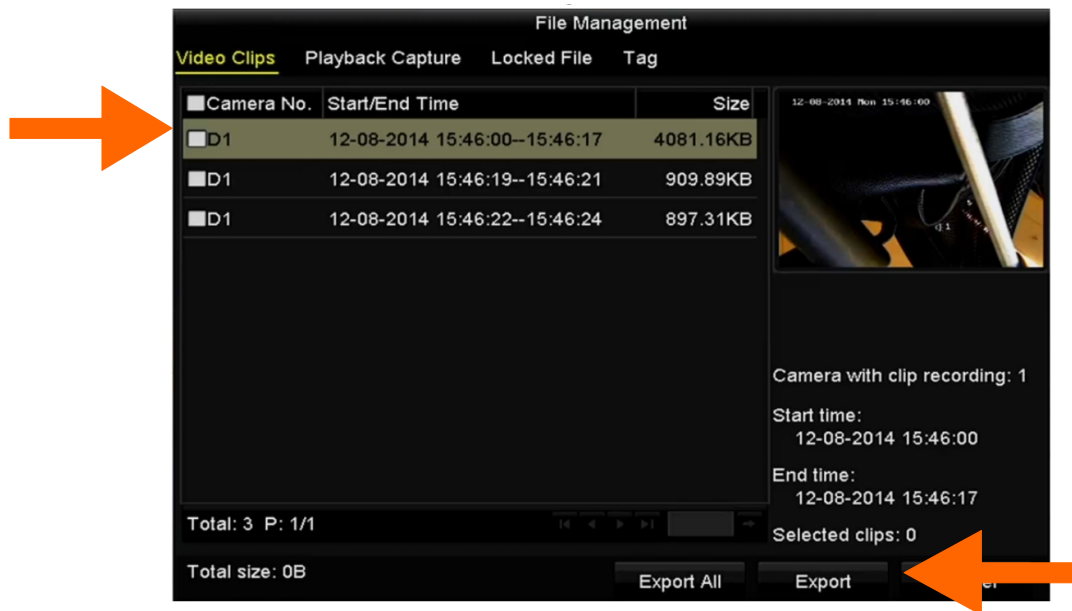 File Management
Video Clips Playback Capture Locked File Tag
Camera No. Start/End Time Size
12-08-2014 Mon 15:46:00
D1 12-08-2014 15:46:00--15:46:17 4081.16KB
D1 12-08-2014 15:46:19--15:46:21 909.89KB
D1 12-08-2014 15:46:22--15:46:24 897.31KB
Camera with clip recording: 1
Start time:
12-08-2014 15:46:00
End time:
12-08-2014 15:46:17
Total: 3 P: 1/1
Selected clips: 0
Total size: 0B
Export All Export